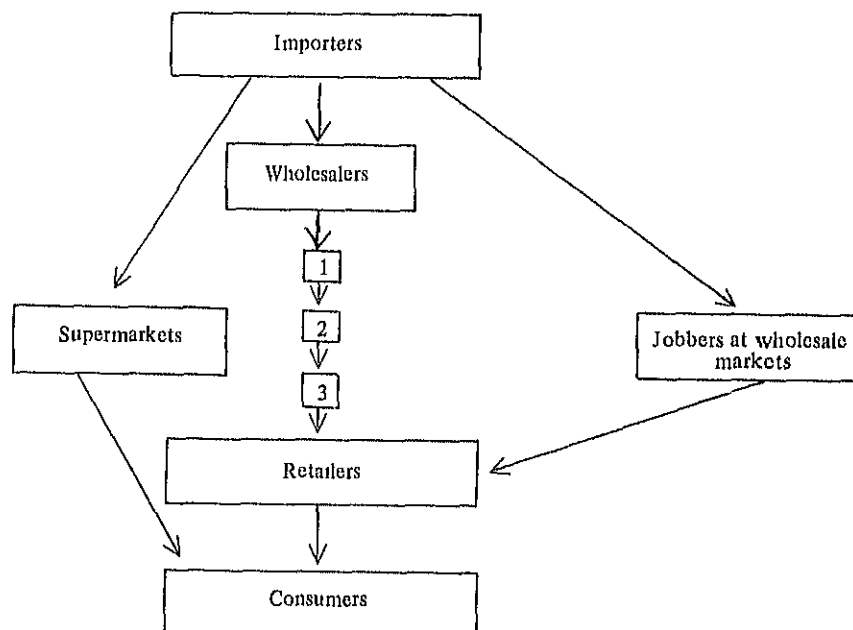 Importers
Wholesalers
1
2
3
Supermarkets
Jobbers at wholesale
markets
Retailers
Consumers